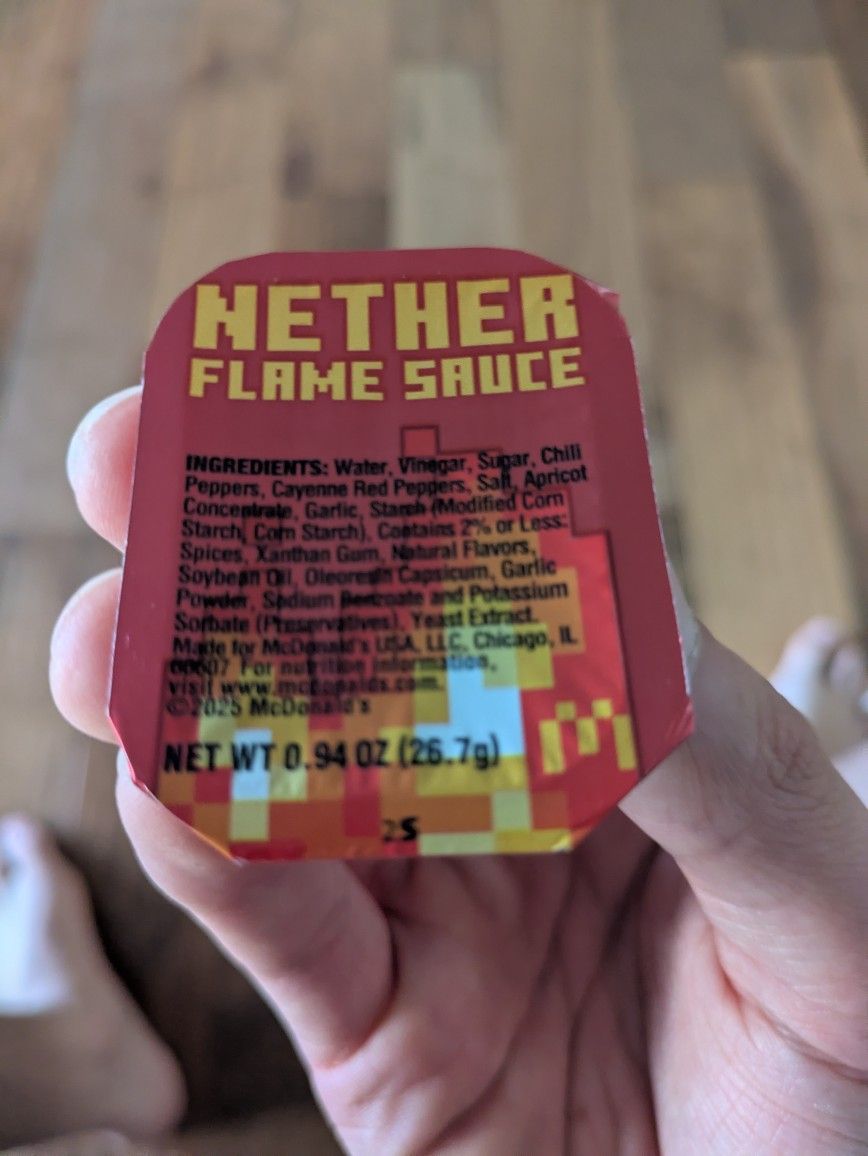 NETHER
FLAME SAUCE
INGREDIENTS: Water, Vinegar, Sugar, Chili
Peppers, Cayenne Red Peppers, Salt, Apricot
Concentrate, Garlic, Starch (Modified Corn
Starch, Corn Starch), Contains 2% or Less:
Spices, Xanthan Gum, Natural Flavors,
Soybean Oil, Oleoresin Capsicum, Garlic
Powder, Sodium Benzoate and Potassium
Sorbate (Preservatives), Yeast Extract.
Made for McDonald's USA, LLC, Chicago, IL
60607 For nutrition information,
visit www.mcdonalds.com.
©2025 McDonald's
NET WT 0.94 OZ (26.7g)
M
2S